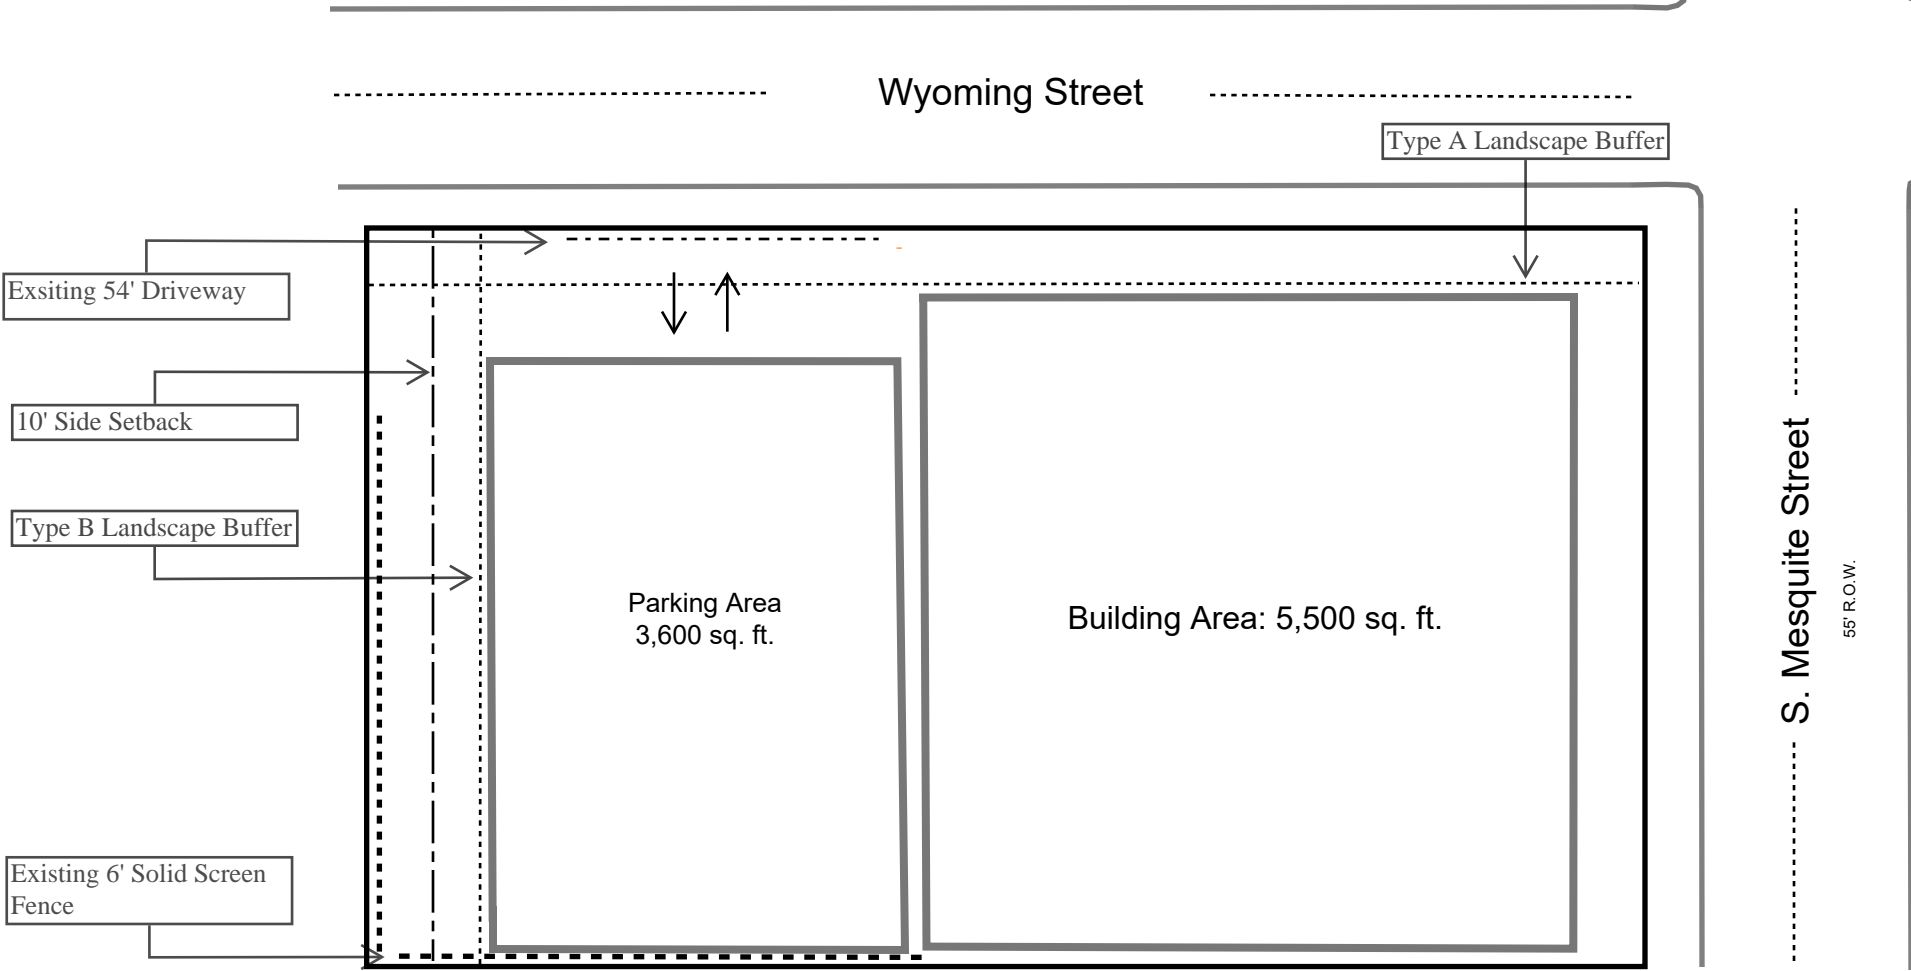 Wyoming Street
Type A Landscape Buffer
Exsiting 54' Driveway
10' Side Setback
Type B Landscape Buffer
Existing 6' Solid Screen
Fence
Parking Area
3,600 sq. ft.
Building Area: 5,500 sq. ft.
S. Mesquite Street
55' R.O.W.